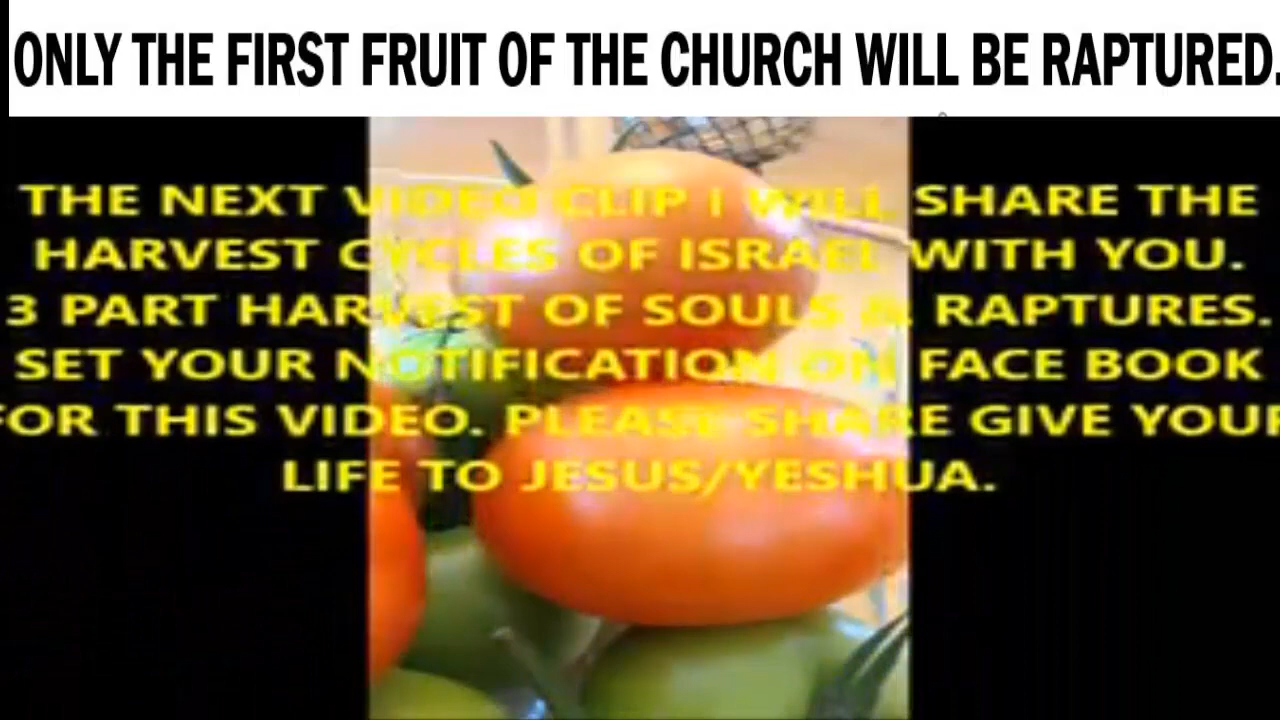 ONLY THE FIRST FRUIT OF THE CHURCH WILL BE RAPTURED.
THE NEXT VIDEO CLIP I WILL SHARE THE
HARVEST CYCLES OF ISRAEL WITH YOU.
3 PART HARVEST OF SOULS & RAPTURES.
SET YOUR NOTIFICATION ON FACE BOOK
FOR THIS VIDEO. PLEASE SHARE GIVE YOUR
LIFE TO JESUS/YESHUA.